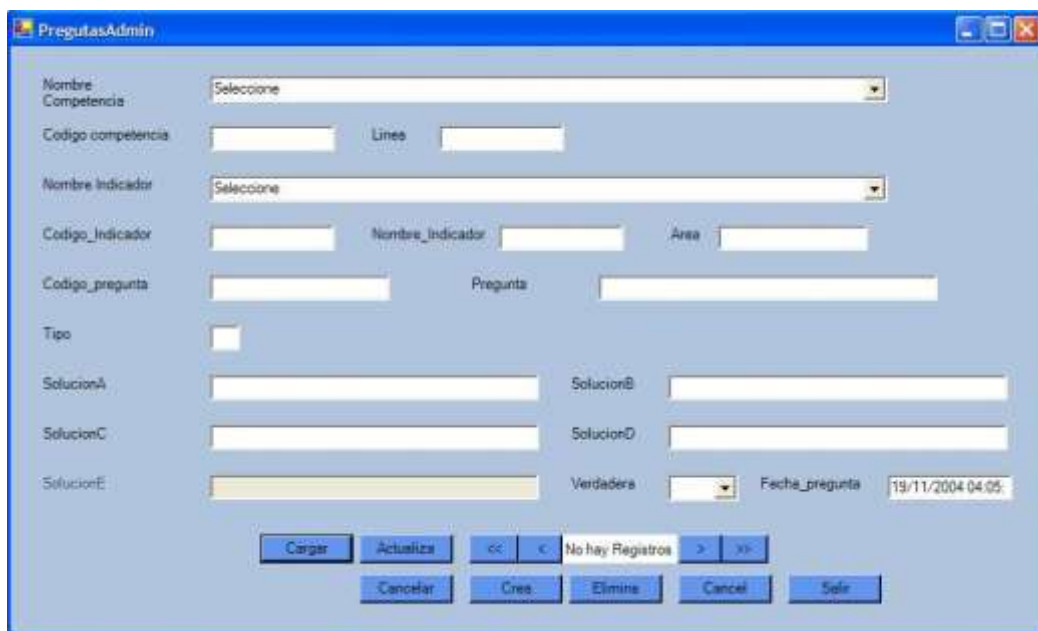 PregutasAdmin
Nombre
Competencia
Seleccione
Codigo competencia Linea
Nombre Indicador Seleccione
Codigo_Indicador Nombre_Indicador Area
Codigo_pregunta Pregunta
Tipo
SolucionA SolucionB
SolucionC SolucionD
SolucionE Verdadera Fecha_pregunta 19/11/2004 04:05:
Cargar Actualiza << < No hay Registros > >>
Cancelar Crea Elimina Cancel Salir